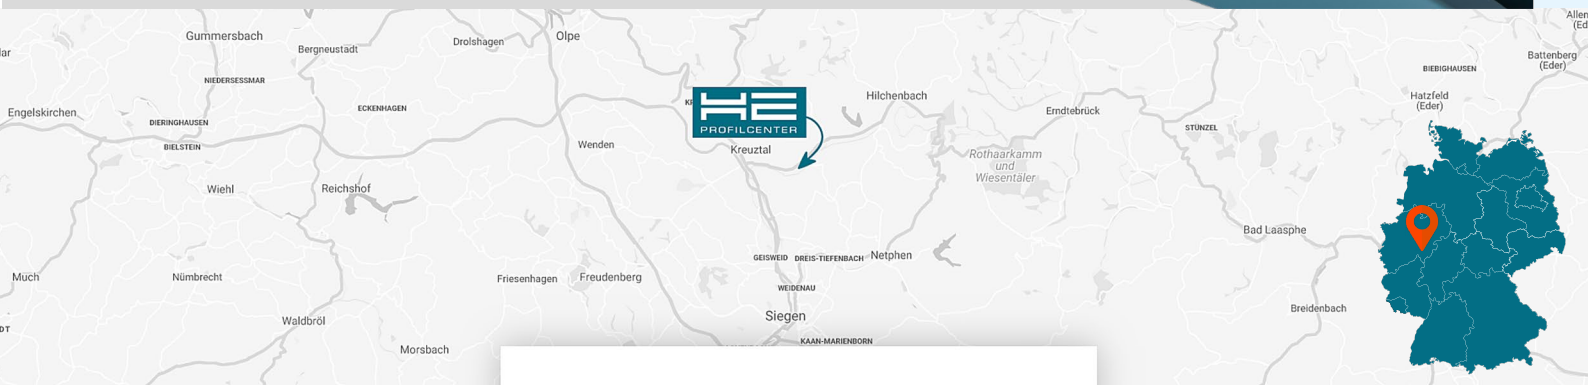 Gummersbach
Olpe
Drolshagen
Bergneustadt
Battenberg
(Eder)
BIEBIGHAUSEN
NIEDERSESSMAR
Hatzfeld
(Eder)
Hilchenbach
HE
PROFILCENTER
ECKENHAGEN
Engelskirchen
Erndtebrück
DIERINGHAUSEN
STÜNZEL
BIELSTEIN
Wenden
Kreuztal
Rothaarkamm
und
Wiesentäler
Wiehl
Reichshof
Bad Laasphe
GEISWEID
DREIS-TIEFENBACH
Netphen
Much
Nümbrecht
Friesenhagen
Freudenberg
WEIDENAU
Breidenbach
Siegen
Waldbröl
KAAN-MARIENBORN
Morsbach